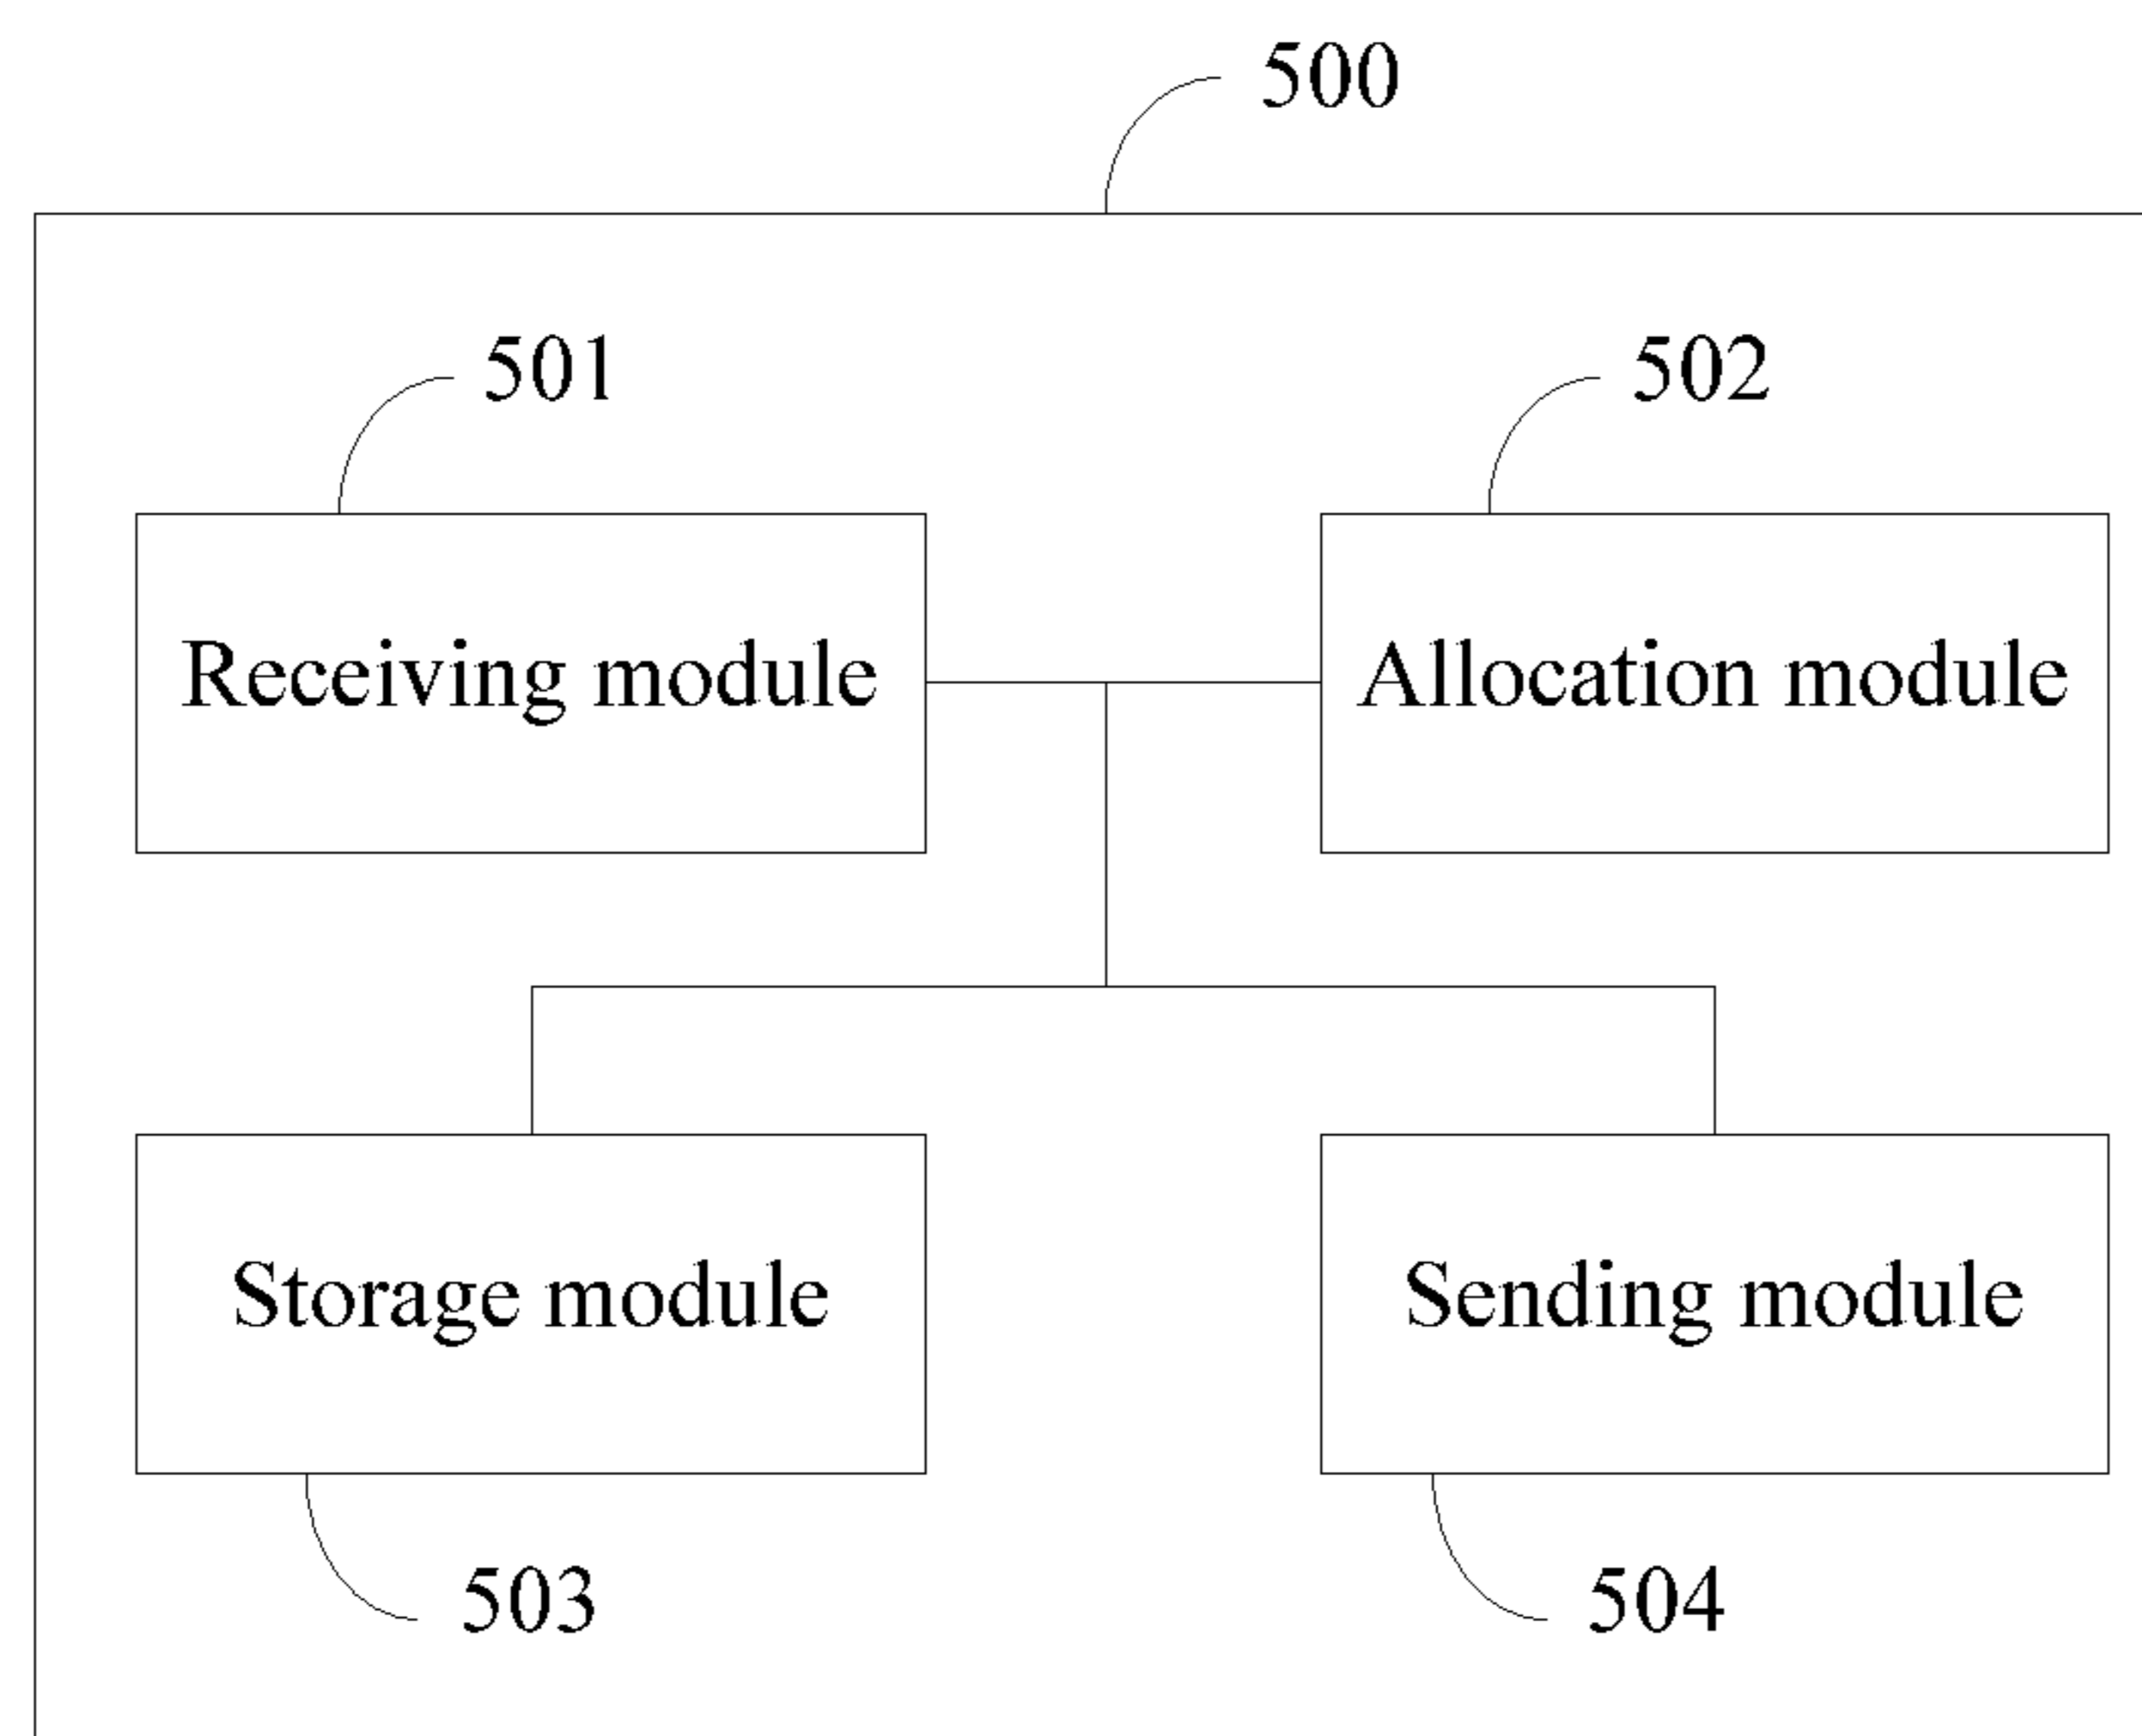 500
501
502
Receiving module
Allocation module
Storage module
Sending module
503
504